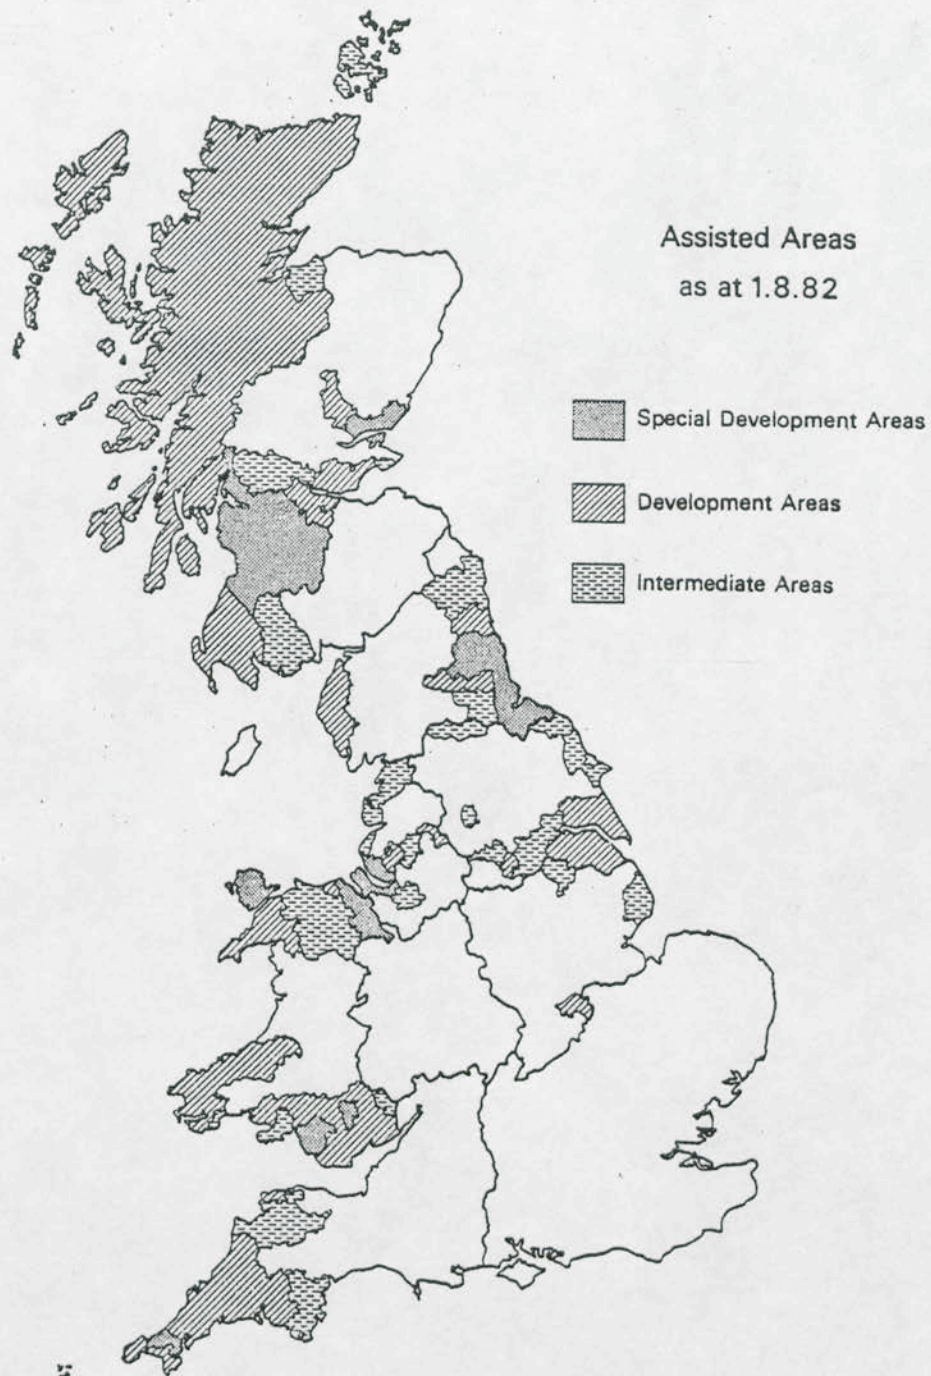 Assisted Areas
as at 1.8.82
Special Development Areas
Development Areas
Intermediate Areas